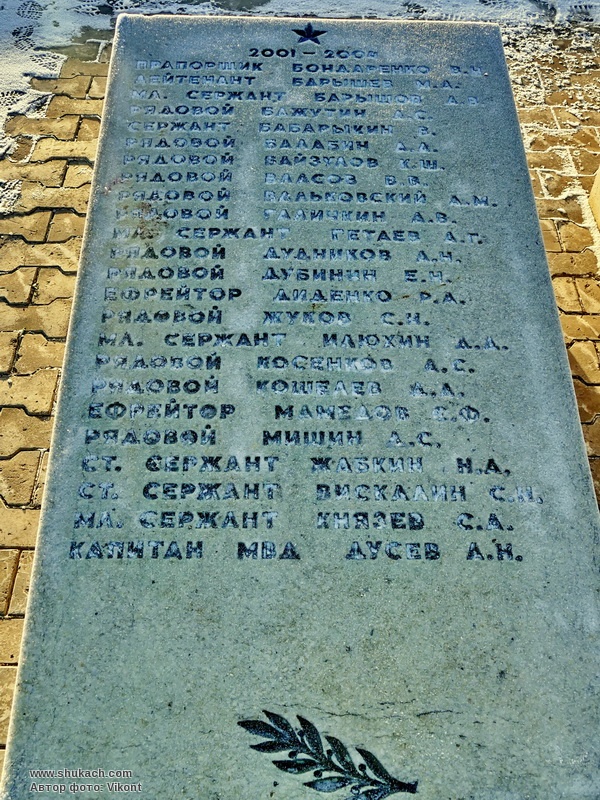 2001 – 2004
ПРАПОРЩИК БОНДАРЕНКО В.Ч.
ЛЕЙТЕНАНТ БАРЫШЕВ М.А.
МЛ. СЕРЖАНТ БАРЫШОВ А.В.
РЯДОВОЙ БАЖУТИН Д.С.
СЕРЖАНТ БАБАРЫКИН В.
РЯДОВОЙ БАЛАБИН Д.А.
РЯДОВОЙ ВАЙЗУЛОВ Х.Ш.
РЯДОВОЙ ВЛАСОВ В.В.
РЯДОВОЙ ВАЛЬКОВСКИЙ А.М.
РЯДОВОЙ ГАЛИЧКИН А.В.
МЛ. СЕРЖАНТ ГЕТАЕВ А.Т.
РЯДОВОЙ ДУДНИКОВ А.Н.
РЯДОВОЙ ДУБИНИН Е.Н.
ЕФРЕЙТОР ДИДЕНКО Р.А.
РЯДОВОЙ ЖУКОВ С.Н.
МЛ. СЕРЖАНТ ИЛЮХИН А.А.
РЯДОВОЙ КОСЕНКОВ А.С.
РЯДОВОЙ КОШЕЛЕВ А.А.
ЕФРЕЙТОР МАМЕДОВ Е.Ф.
РЯДОВОЙ МИШИН А.С.
СТ. СЕРЖАНТ ЖАБКИН Н.А.
СТ. СЕРЖАНТ ВИСКАЛИН С.Н.
МЛ. СЕРЖАНТ КНЯЗЕВ С.А.
КАПИТАН МВД ДУСЕВ А.Н.
www.shukach.com
Автор фото: Vikont